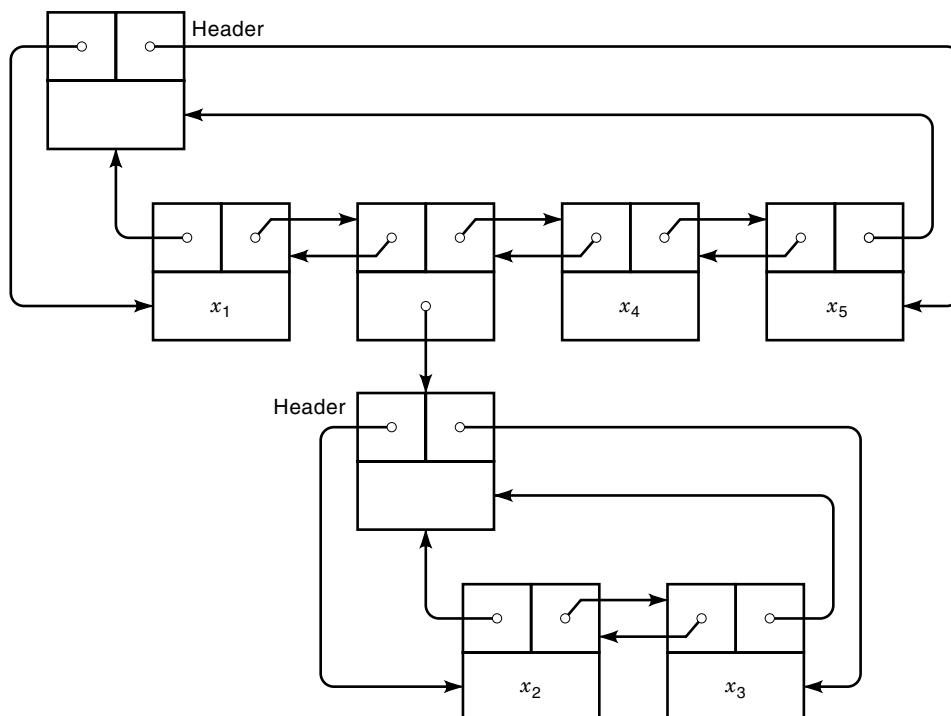 Header
x₁
x₄
x₅
Header
x₂
x₃